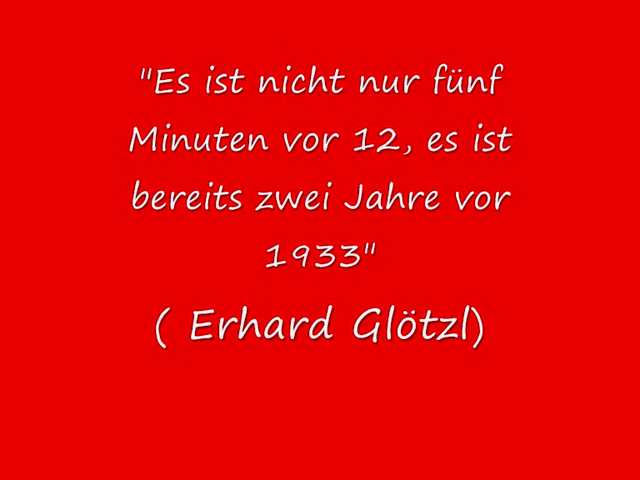 "Es ist nicht nur fünf
Minuten vor 12, es ist
bereits zwei Jahre vor
1933"
( Erhard Glötzl)